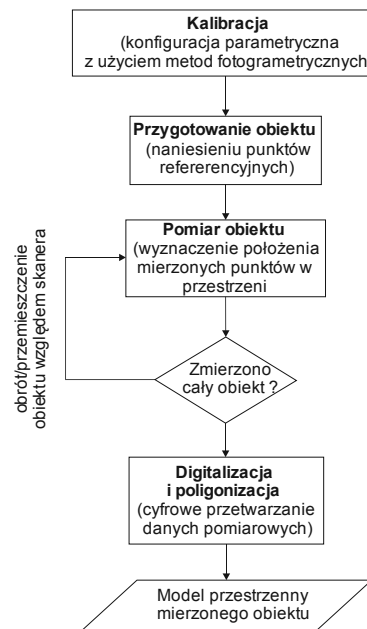 Kalibracja
(konfiguracja parametryczna
z użyciem metod fotogrametrycznych)
Przygotowanie obiektu
(naniesieniu punktów
refererencyjnych)
Pomiar obiektu
(wyznaczenie położenia
mierzonych punktów w
przestrzeni
obrót/przemieszczenie
obiektu względem skanera
Zmierzono
cały obiekt ?
Digitalizacja
i poligonizacja
(cyfrowe przetwarzanie
danych pomiarowych)
Model przestrzenny
mierzonego obiektu